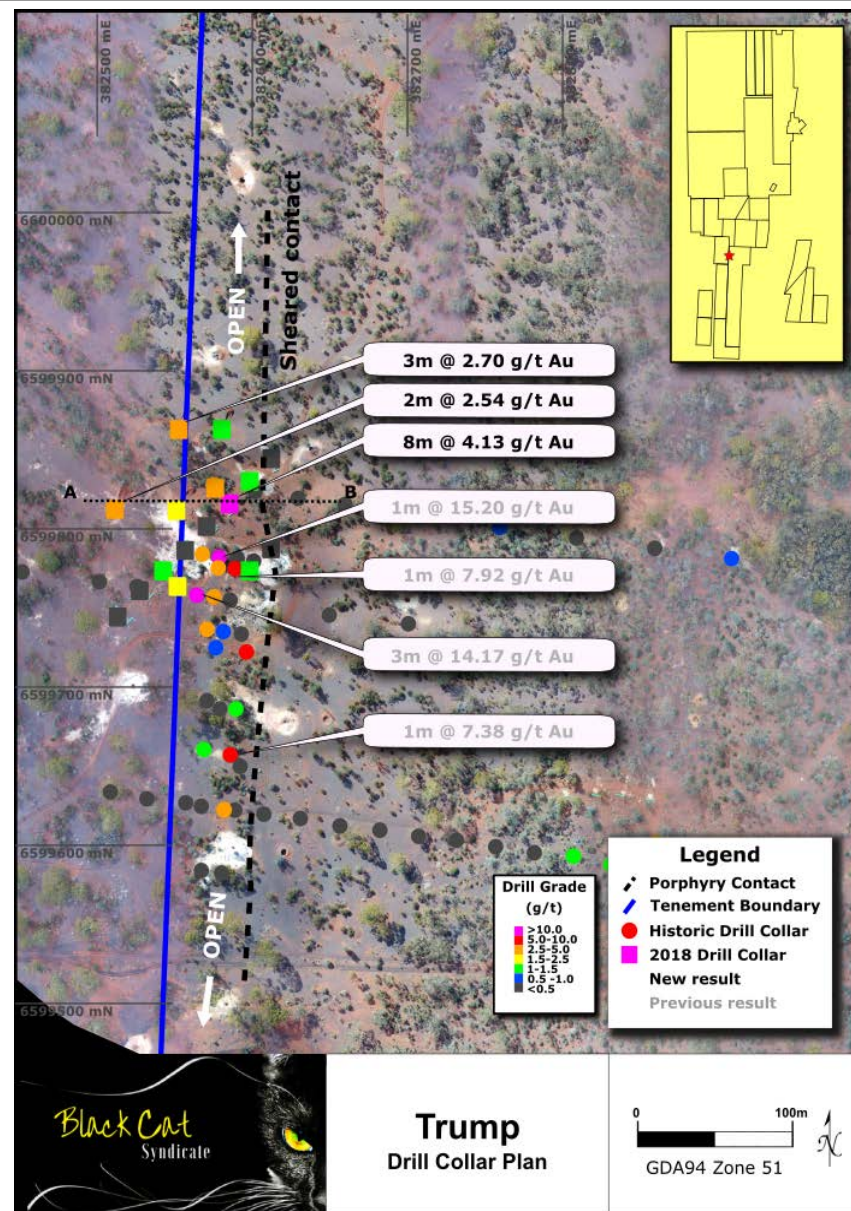 382500 mE
382600 mE
382700 mE
6600000 mN
OPEN
Sheared contact
6599900 mN
3m @ 2.70 g/t Au
2m @ 2.54 g/t Au
8m @ 4.13 g/t Au
A
B
1m @ 15.20 g/t Au
6599800 mN
1m @ 7.92 g/t Au
3m @ 14.17 g/t Au
6599700 mN
1m @ 7.38 g/t Au
6599600 mN
OPEN
6599500 mN
Drill Grade
(g/t)
>10.0
5.0-10.0
2.5-5.0
1.5-2.5
1-1.5
0.5 -1.0
<0.5
Legend
Porphyry Contact
Tenement Boundary
Historic Drill Collar
2018 Drill Collar
New result
Previous result
Black Cat
Syndicate
Trump
Drill Collar Plan
0 100m
N
GDA94 Zone 51